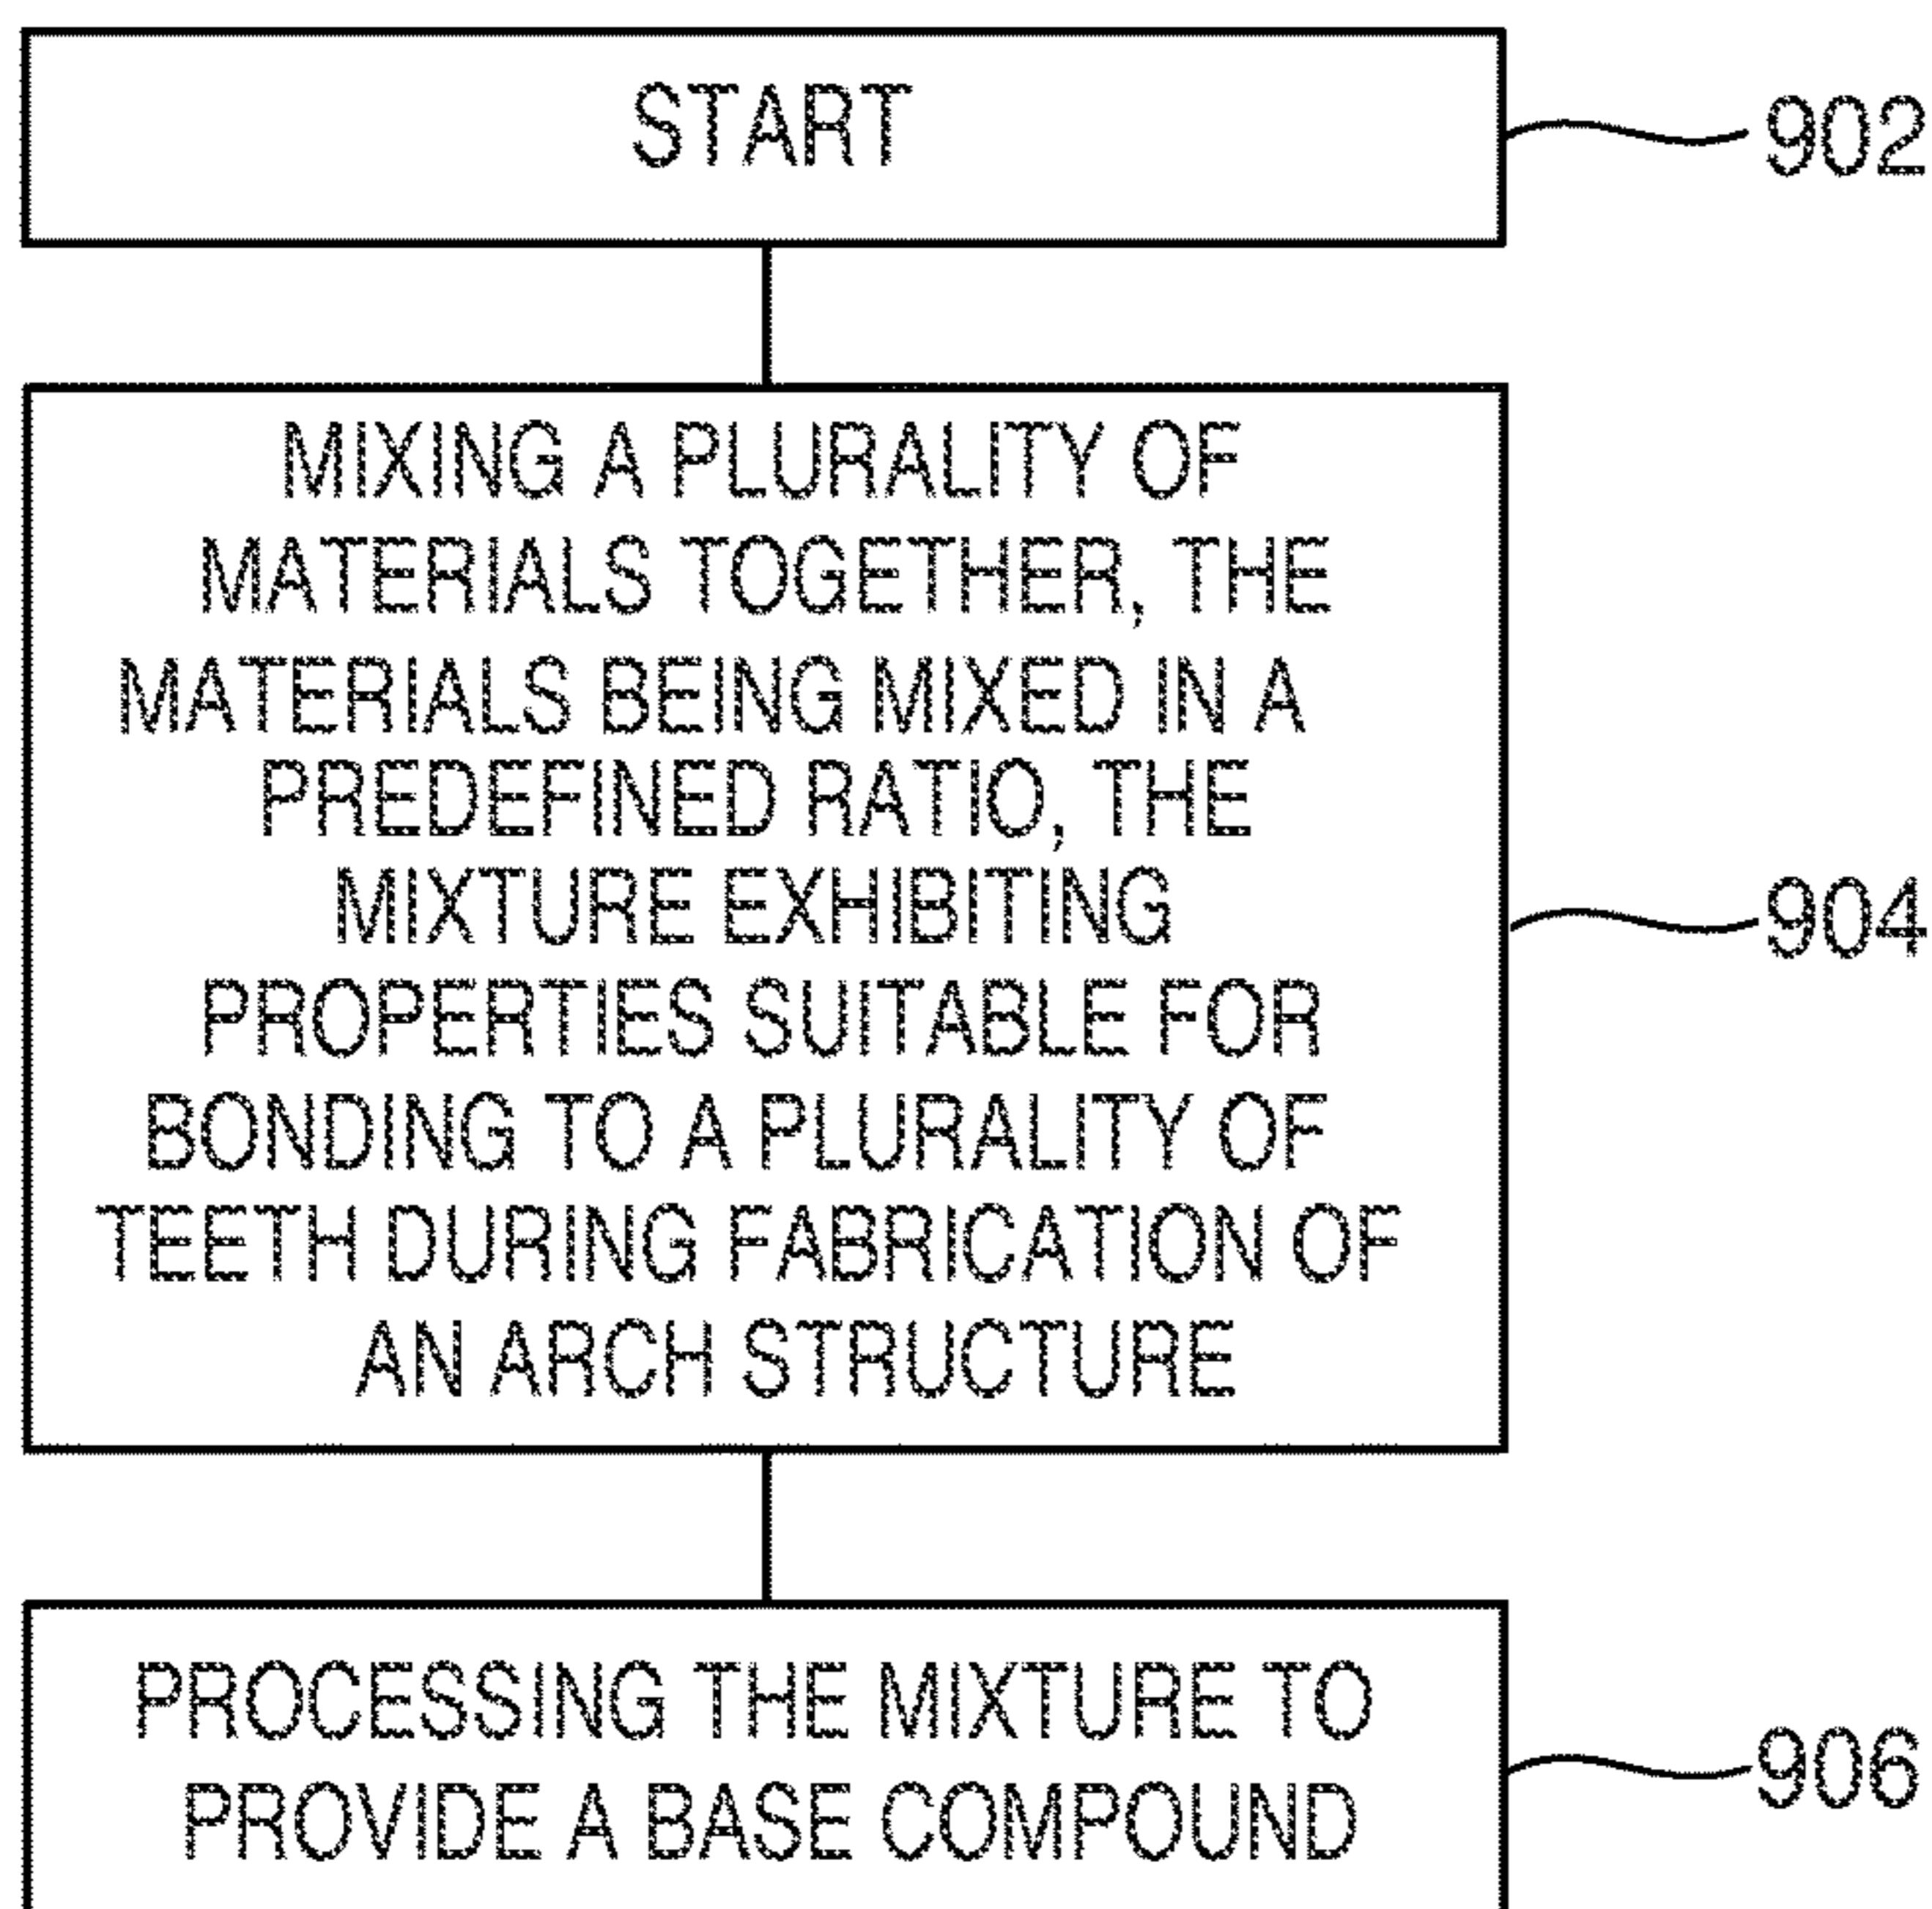 START
902
MIXING A PLURALITY OF
MATERIALS TOGETHER, THE
MATERIALS BEING MIXED IN A
PREDEFINED RATIO, THE
MIXTURE EXHIBITING
PROPERTIES SUITABLE FOR
BONDING TO A PLURALITY OF
TEETH DURING FABRICATION OF
AN ARCH STRUCTURE
904
PROCESSING THE MIXTURE TO
PROVIDE A BASE COMPOUND
906